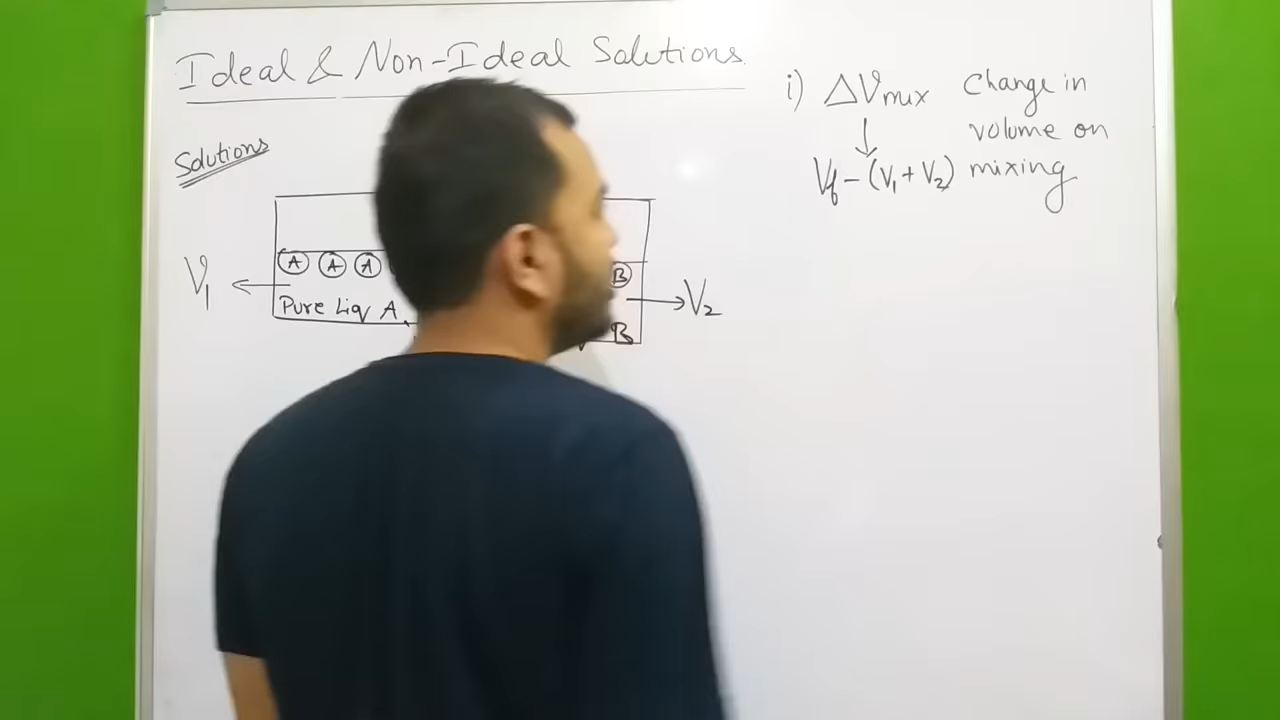 Ideal & Non-Ideal Solutions
Solutions
V₁
A A A
Pure Liq A
B
B
V₂
i) ΔVmix Change in
volume on
mixing
Vf - (V₁ + V₂)